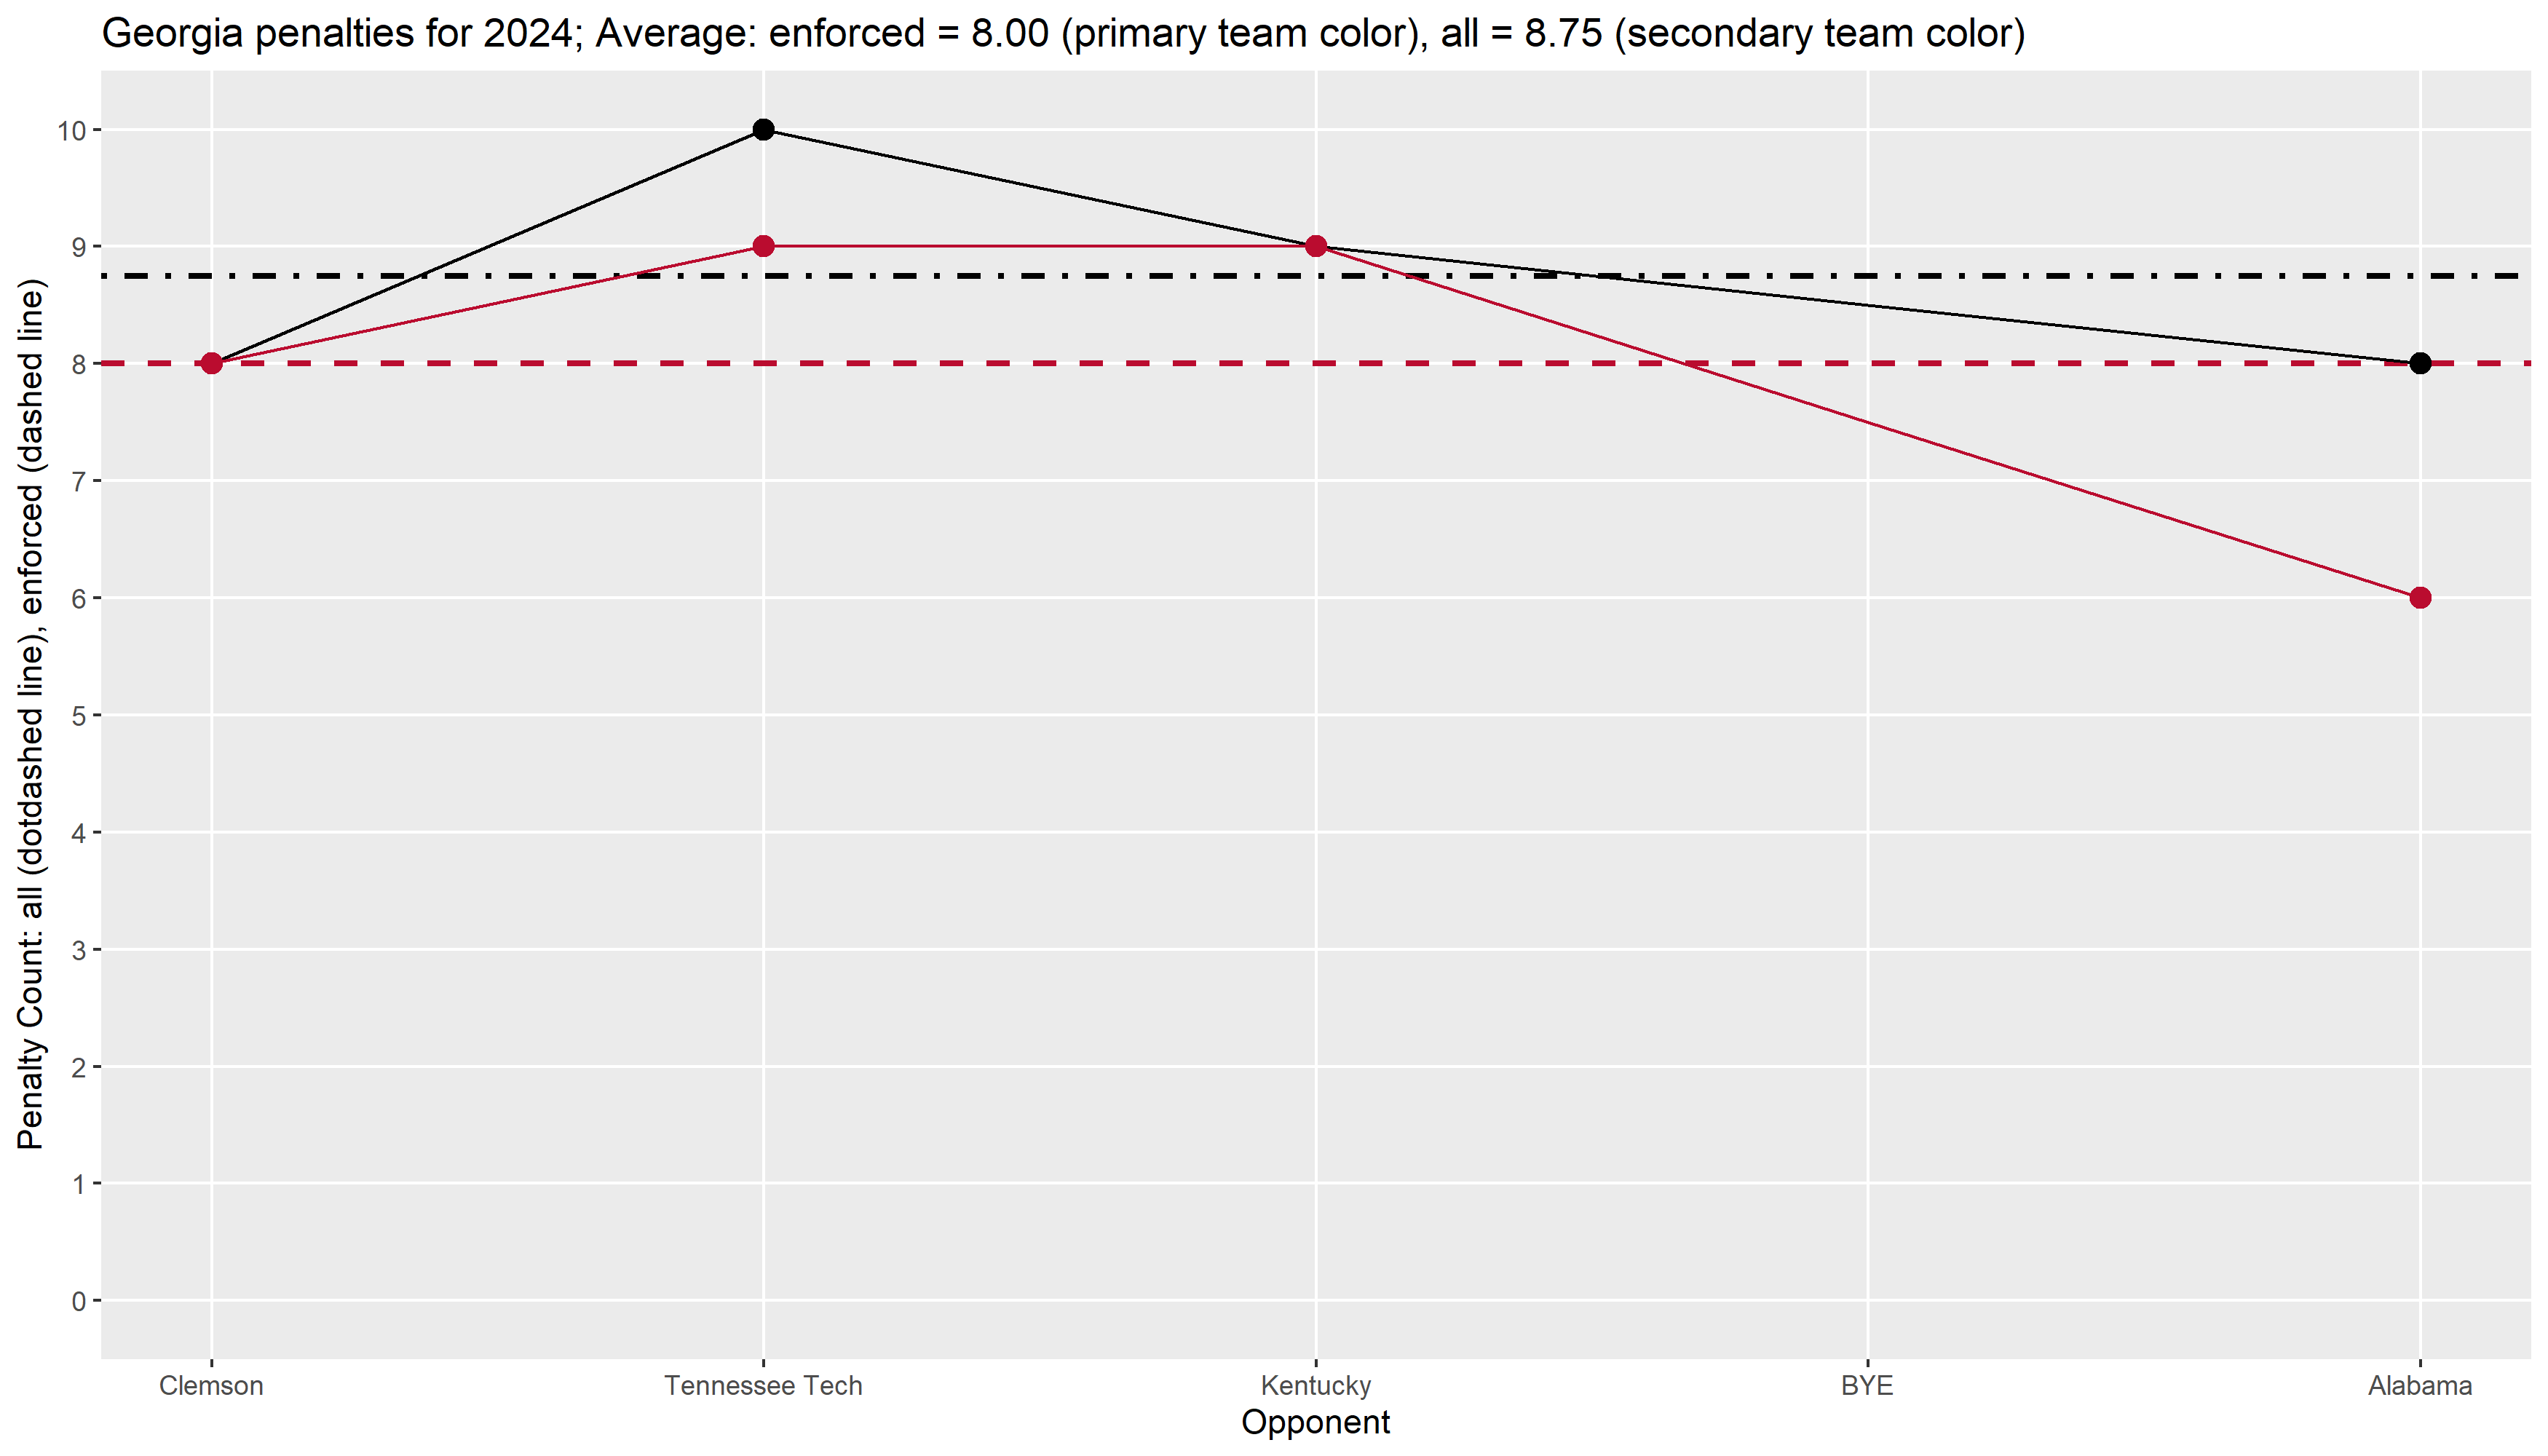 Georgia penalties for 2024; Average: enforced = 8.00 (primary team color), all = 8.75 (secondary team color)
Penalty Count: all (dotdashed line), enforced (dashed line)
10
9
8
7
6
5
4
3
2
1
0
Clemson Tennessee Tech Kentucky BYE Alabama
Opponent